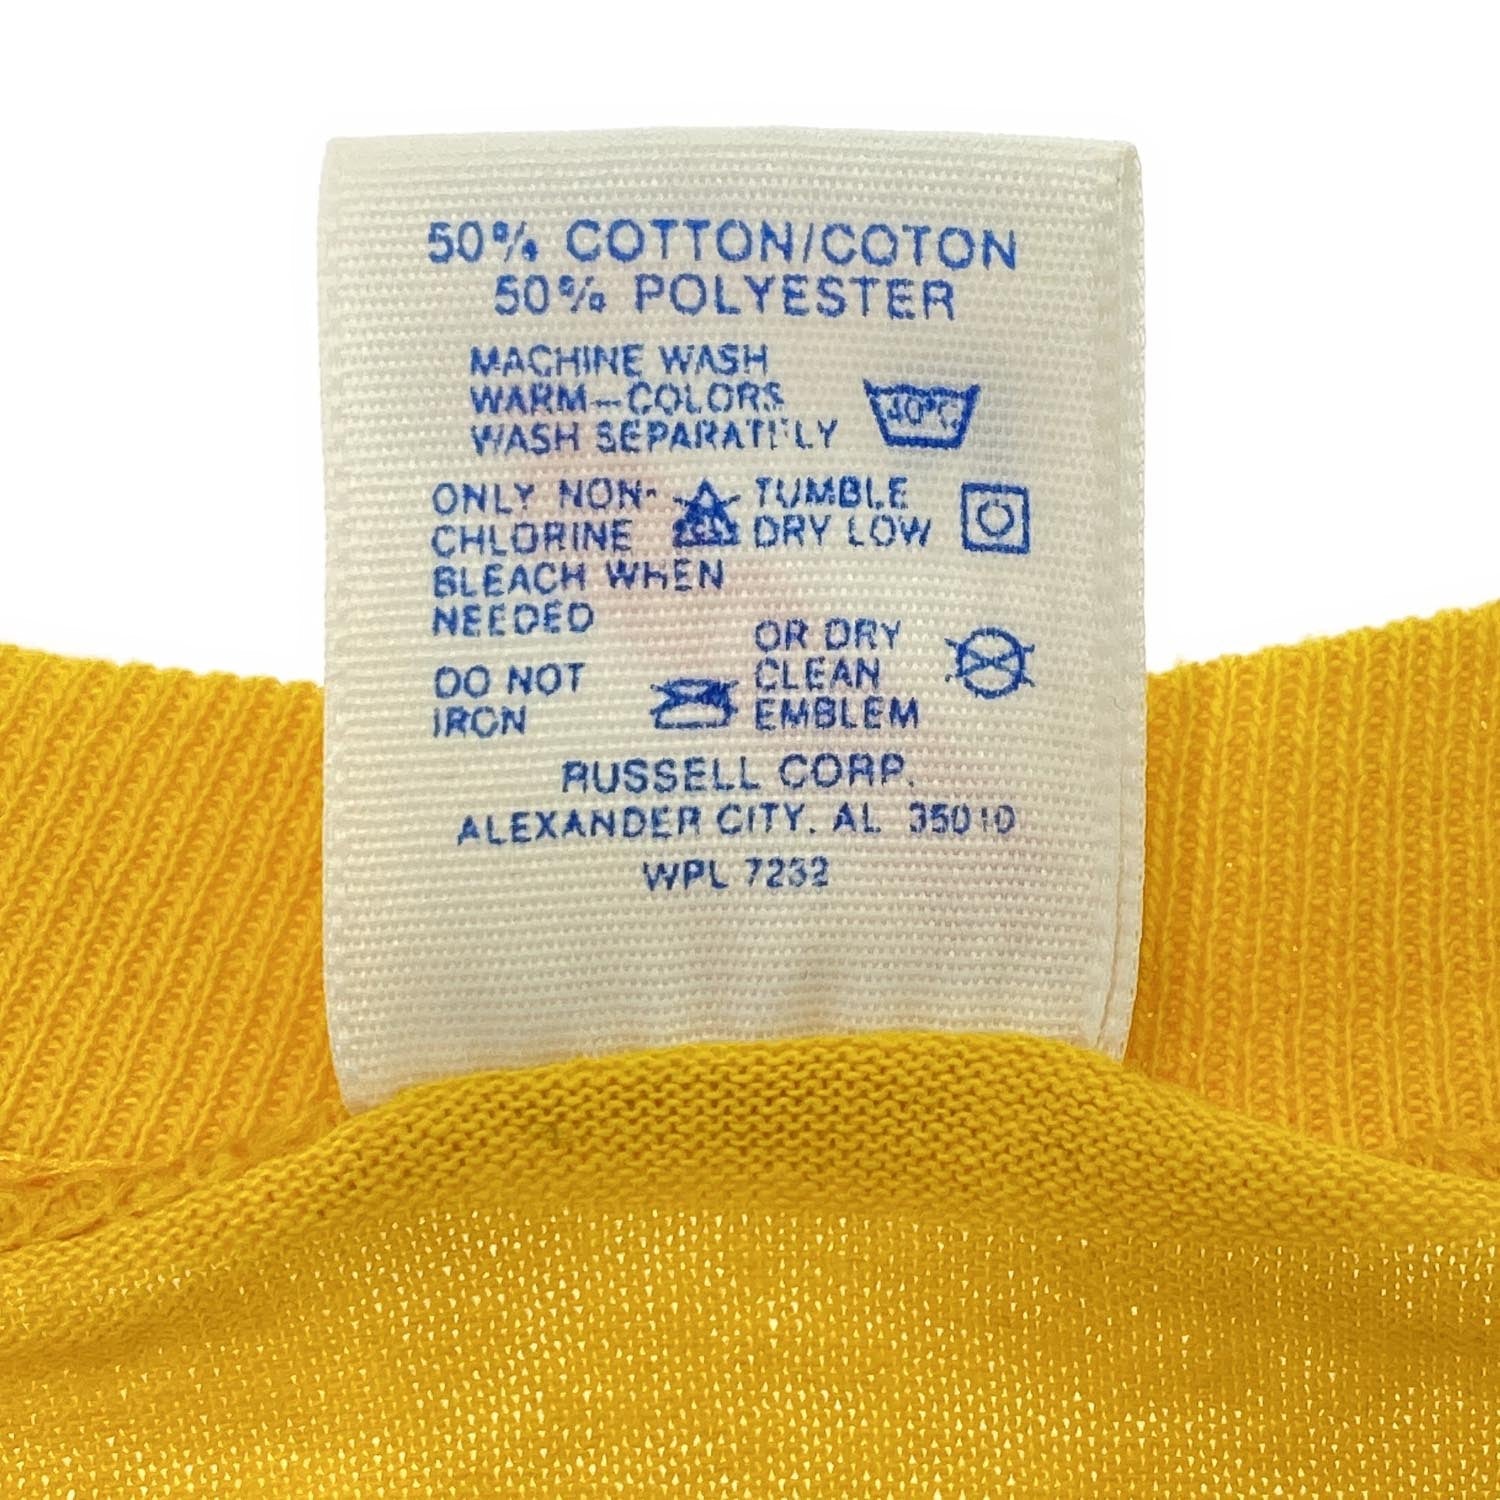 50% COTTON/COTON
50% POLYESTER
MACHINE WASH
WARM—COLORS
WASH SEPARATELY
40°C
ONLY NON-
CHLORINE
BLEACH WHEN
NEEDED
TUMBLE
DRY LOW
DO NOT
IRON
OR DRY
CLEAN
EMBLEM
RUSSELL CORP.
ALEXANDER CITY, AL 35010
WPL 7232